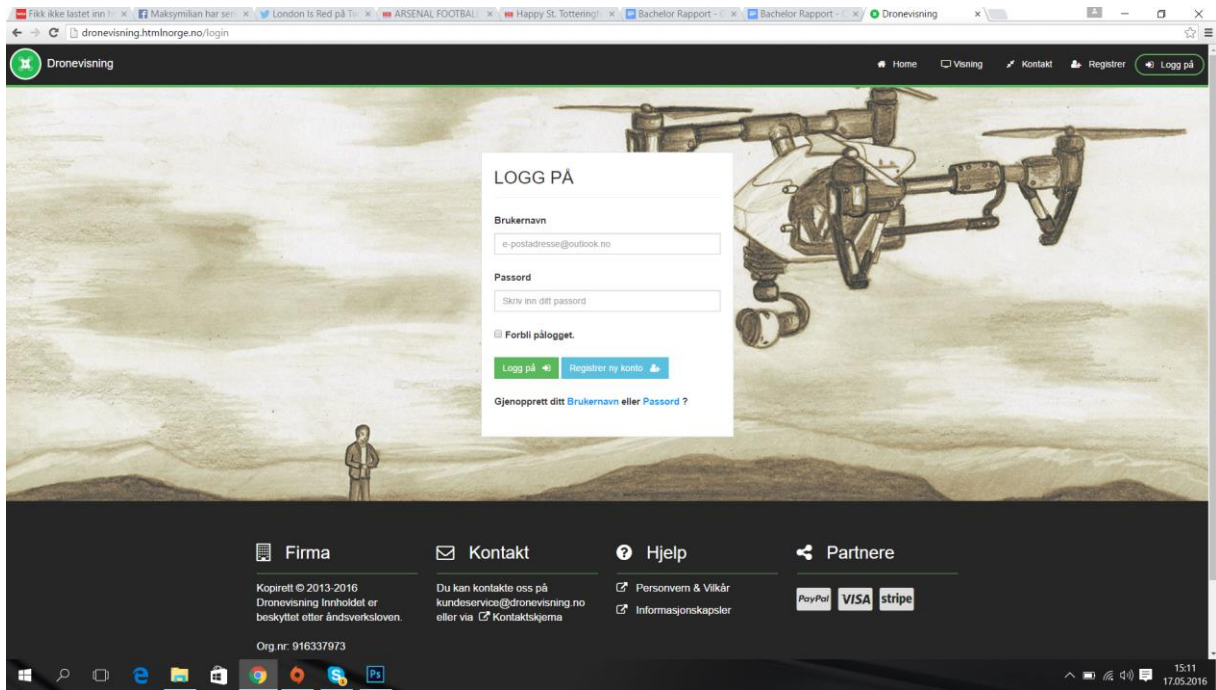 Fikk ikke lastet inn
Maksymilian har sen
London Is Red på Tw
ARSENAL FOOTBALL
Happy St. Tottering
Bachelor Rapport -
Bachelor Rapport -
Dronevisning
dronevisning.htmlnorge.no/login
Dronevisning
Home Visning Kontakt Registrer Logg på
LOGG PÅ
Brukernavn
e-postadresse@outlook.no
Passord
Skriv inn ditt passord
Forbli pålogget.
Logg på Registrer ny konto
Gjenopprett ditt Brukernavn eller Passord ?
Firma
Kopirett © 2013-2016
Dronevisning Innholdet er
beskyttet etter åndsverksloven.
Org.nr: 916337973
Kontakt
Du kan kontakte oss på
kundeservice@dronevisning.no
eller via Kontaktskjema
Hjelp
Personvern & Vilkår
Informasjonskapsler
Partnere
PayPal VISA stripe
Ps
15:11
17.05.2016